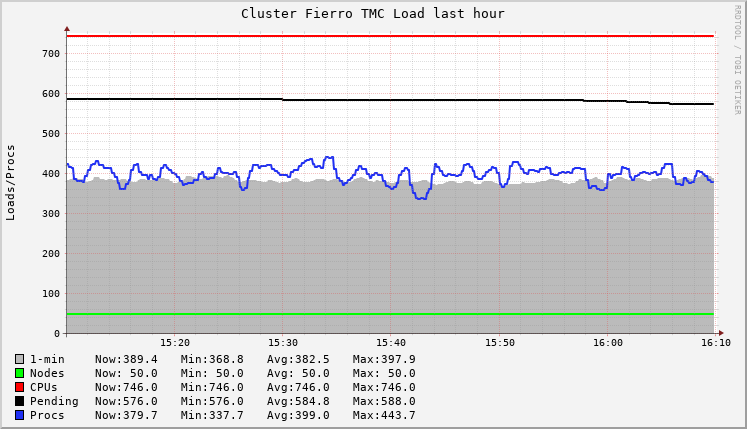 Cluster Fierro TMC Load last hour
RRDTOOL / TOBI OETIKER
Loads/Procs
700
600
500
400
300
200
100
0
15:20 15:30 15:40 15:50 16:00 16:10
1-min Now:389.4 Min:368.8 Avg:382.5 Max:397.9
Nodes Now: 50.0 Min: 50.0 Avg: 50.0 Max: 50.0
CPUs Now:746.0 Min:746.0 Avg:746.0 Max:746.0
Pending Now:576.0 Min:576.0 Avg:584.8 Max:588.0
Procs Now:379.7 Min:337.7 Avg:399.0 Max:443.7